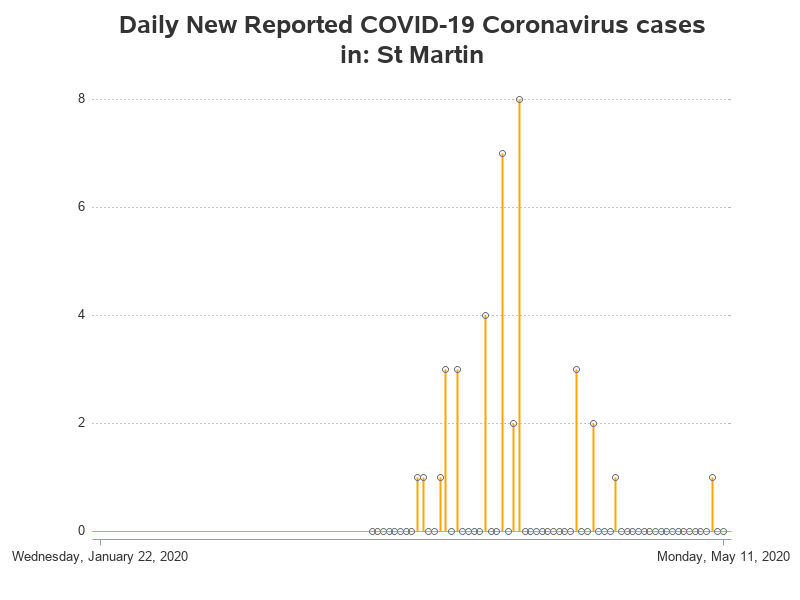 Daily New Reported COVID-19 Coronavirus cases
in: St Martin
8
6
4
2
0
Wednesday, January 22, 2020 Monday, May 11, 2020